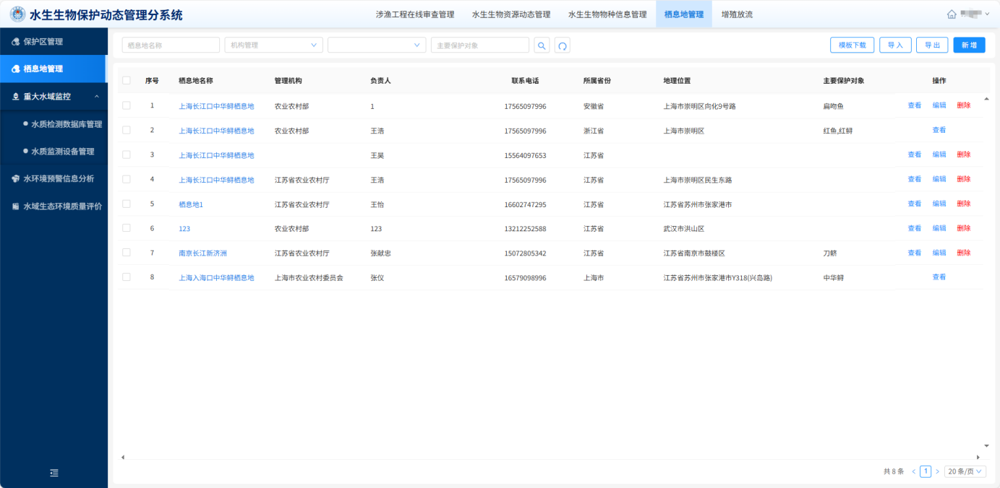 水生生物保护动态管理分系统 涉渔工程在线审查管理 水生生物资源动态管理 水生生物物种信息管理 栖息地管理 增殖放流
保护区管理
栖息地管理
重大水域监控
水质检测数据库管理
水质监测设备管理
水环境预警信息分析
水域生态环境质量评价
栖息地名称 机构管理 主要保护对象 模板下载 导入 导出 新增
序号 栖息地名称 管理机构 负责人 联系电话 所属省份 地理位置 主要保护对象 操作
1 上海长江口中华鲟栖息地 农业农村部 1 17565097996 安徽省 上海市崇明区向化9号路 扁吻鱼 查看 编辑 删除
2 上海长江口中华鲟栖息地 农业农村部 王浩 17565097996 浙江省 上海市崇明区 红鱼,红鲟 查看
3 上海长江口中华鲟栖息地 王昊 15564097653 江苏省 查看 编辑 删除
4 上海长江口中华鲟栖息地 江苏省农业农村厅 王浩 17565097996 江苏省 上海市崇明区民生东路 查看 编辑 删除
5 栖息地1 江苏省农业农村厅 王怡 16602747295 江苏省 江苏省苏州市张家港市 查看 编辑 删除
6 123 农业农村部 123 13212252588 江苏省 武汉市洪山区 查看 编辑 删除
7 南京长江新济洲 江苏省农业农村厅 张献忠 15072805342 江苏省 江苏省南京市鼓楼区 刀鲚 查看 编辑 删除
8 上海入海口中华鲟栖息地 上海市农业农村委员会 张仪 16579098996 上海市 江苏省苏州市张家港市Y318(兴岛路) 中华鲟 查看
共 8 条 < 1 > 20 条/页